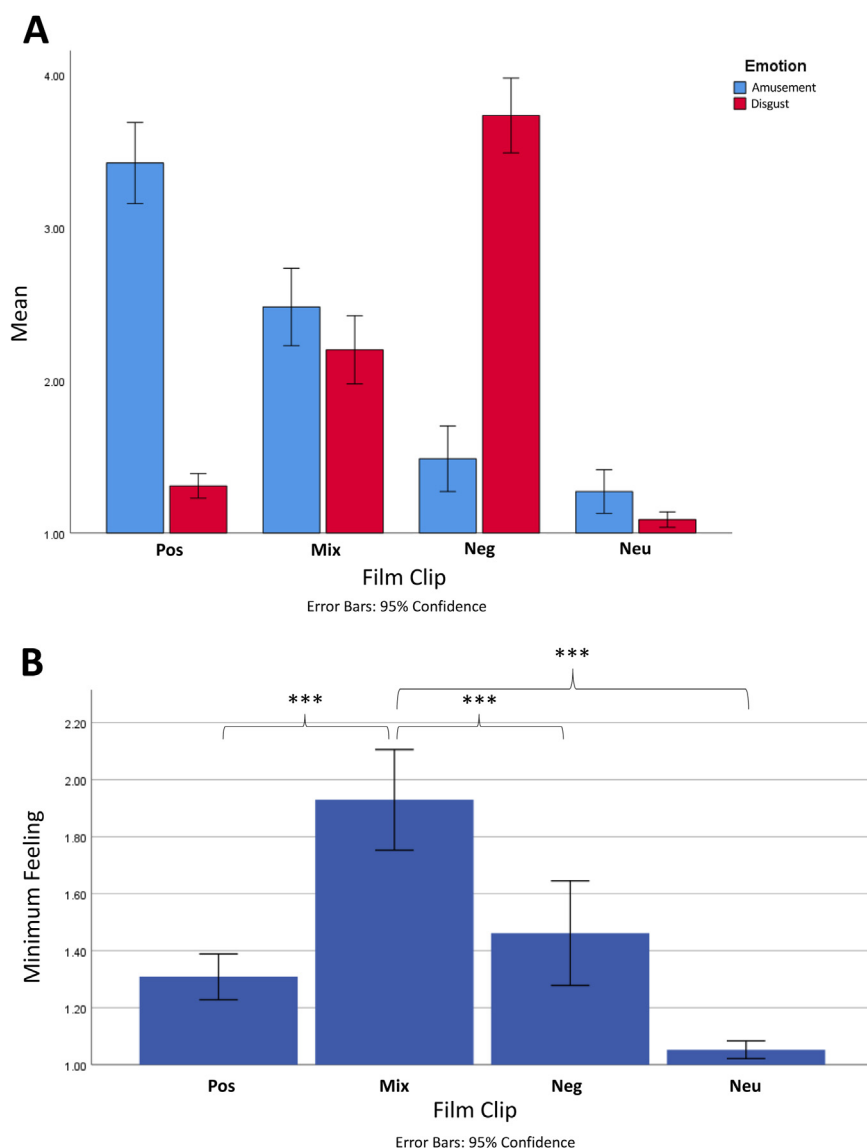 A
Emotion
Amusement
Disgust
4.00
3.00
2.00
1.00
Mean
Pos Mix Neg Neu
Film Clip
Error Bars: 95% Confidence
B
***
*** ***
2.20
2.00
1.80
1.60
1.40
1.20
1.00
Minimum Feeling
Pos Mix Neg Neu
Film Clip
Error Bars: 95% Confidence